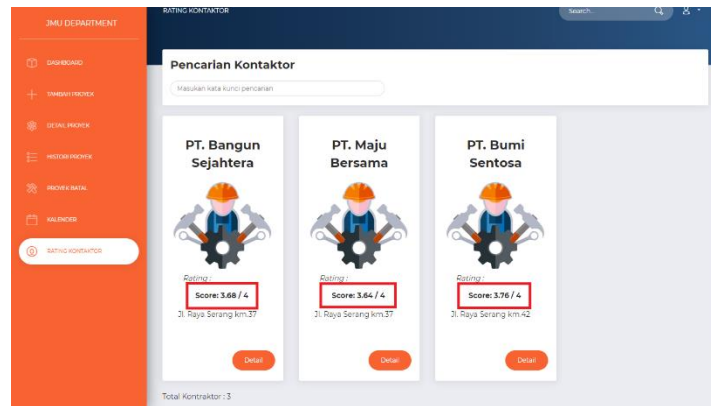 JMU DEPARTMENT
RATING KONTAKTOR
Search..
DASHBOARD
TAMBAH PROYEK
DETAIL PROYEK
HISTORI PROYEK
PROYEK BATAL
KALENDER
RATING KONTAKTOR
Pencarian Kontaktor
Masukan kata kunci pencarian
PT. Bangun
Sejahtera
Rating :
Score: 3.68 / 4
Jl. Raya Serang km.37
Detail
PT. Maju
Bersama
Rating :
Score: 3.64 / 4
Jl. Raya Serang km.37
Detail
PT. Bumi
Sentosa
Rating :
Score: 3.76 / 4
Jl. Raya Serang km.42
Detail
Total Kontraktor : 3